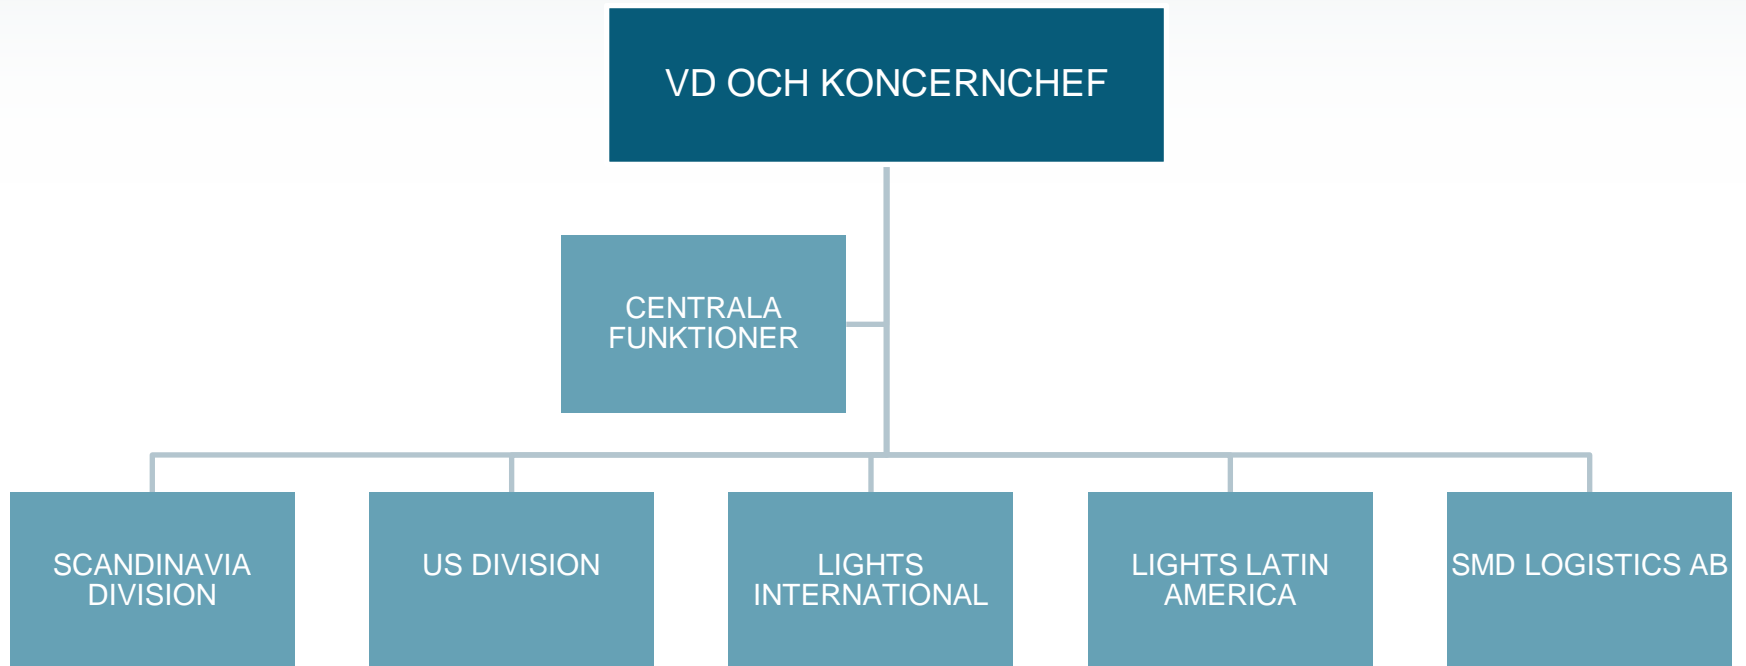 VD OCH KONCERNCHEF
CENTRALA
FUNKTIONER
SCANDINAVIA
DIVISION
US DIVISION
LIGHTS
INTERNATIONAL
LIGHTS LATIN
AMERICA
SMD LOGISTICS AB